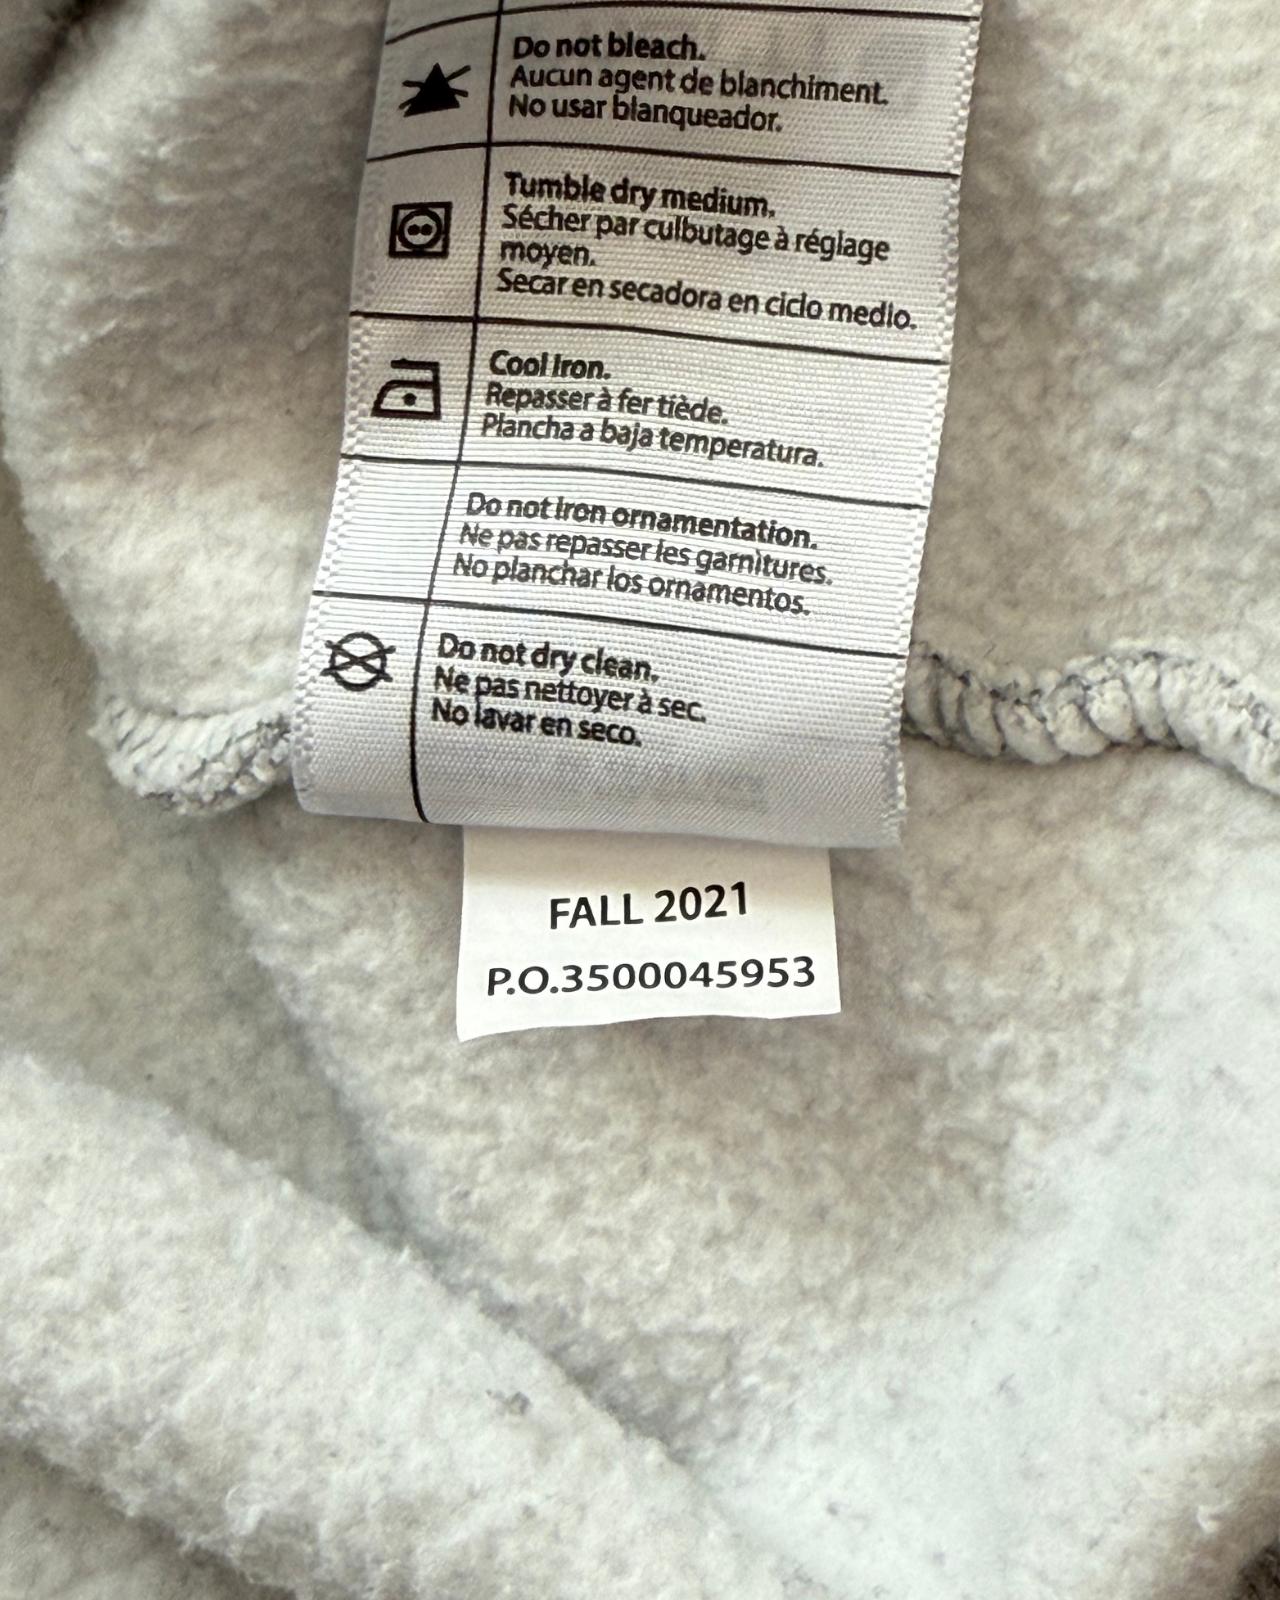 Do not bleach.
Aucun agent de blanchiment.
No usar blanqueador.
Tumble dry medium.
Sécher par culbutage à réglage
moyen.
Secar en secadora en ciclo medio.
Cool Iron.
Repasser à fer tiède.
Plancha a baja temperatura.
Do not iron ornamentation.
Ne pas repasser les garnitures.
No planchar los ornamentos.
Do not dry clean.
Ne pas nettoyer à sec.
No lavar en seco.
FALL 2021
P.O.3500045953